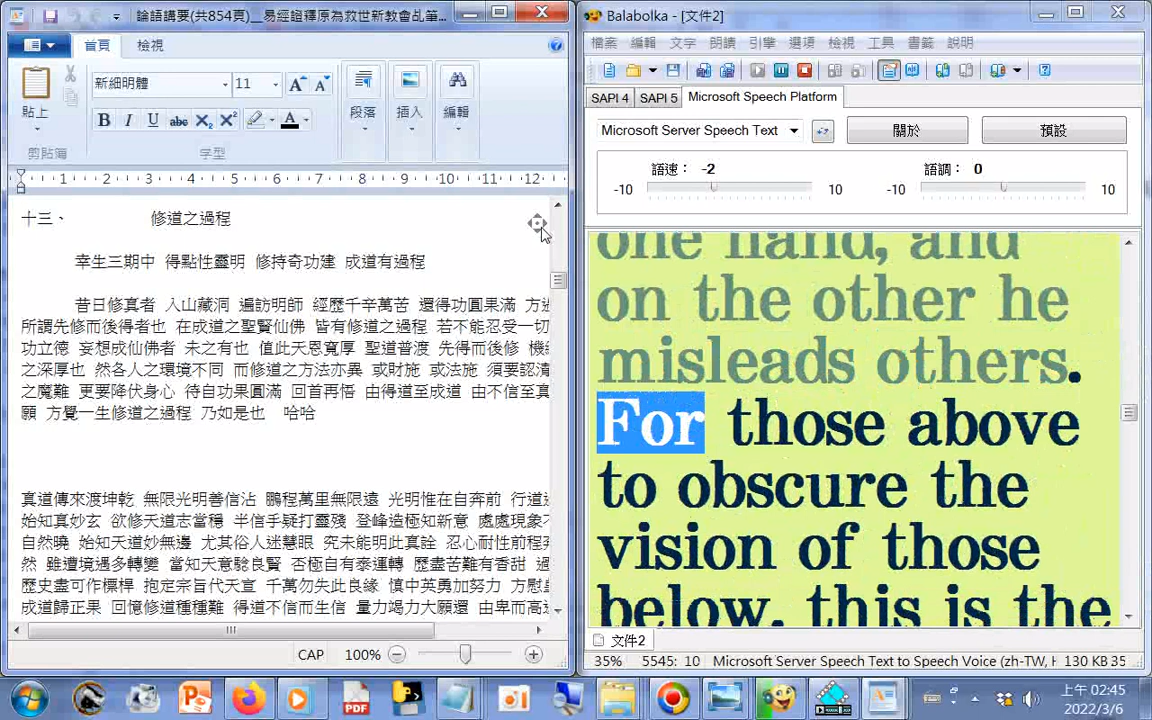 論語講要(共854頁)__易經證釋原為救世新教會乩筆...
首頁 檢視
貼上
剪貼簿
新細明體 11
B I U abc X₂ X²
字型
段落
插入
編輯
1 2 3 4 5 6 7 8 9 10 11 12
十三、 修道之過程
幸生三期中 得點性靈明 修持奇功建 成道有過程
昔日修真者 入山藏洞 遍訪明師 經歷千辛萬苦 還得功圓果滿 方
所謂先修而後得者也 在成道之聖賢仙佛 皆有修道之過程 若不能忍受一切
功立德 妄想成仙佛者 未之有也 值此天恩寬厚 聖道普渡 先得而後修
之深厚也 然各人之環境不同 而修道之方法亦異 或財施 或法施 須要認清
之魔難 更要降伏身心 待自功果圓滿 回首再悟 由得道至成道 由不信至真
願 方覺一生修道之過程 乃如是也 哈哈
真道傳來渡坤乾 無限光明善信沾 鵬程萬里無限遠 光明惟在自奔前 行道
始知真妙玄 欲修天道志當穩 半信半疑打靈殘 登峰造極知新意 處處現象
自然曉 始知天道妙無邊 尤其俗人迷慧眼 究未能明此真詮 忍心耐性前程
然 雖遭境遇多轉變 當知天意驗良賢 否極自有泰運轉 歷盡苦難有香甜 過
歷史盡可作標桿 抱定宗旨代天宣 千萬勿失此良緣 慎中英勇加努力 方慰
成道歸正果 回憶修道種種難 得道不信而生信 量力竭力大願還 由卑而高
CAP 100%
Balabolka - [文件2]
檔案 編輯 文字 朗讀 引擎 選項 檢視 工具 書籤 說明
SAPI 4 SAPI 5 Microsoft Speech Platform
Microsoft Server Speech Text 關於 預設
語速： -2 語調： 0
-10 10 -10 10
one hand, and
on the other he
misleads others.
For those above
to obscure the
vision of those
below, this is the
文件2
35% 5545: 10 Microsoft Server Speech Text to Speech Voice (zh-TW, H 130 KB 35
上午 02:45
2022/3/6